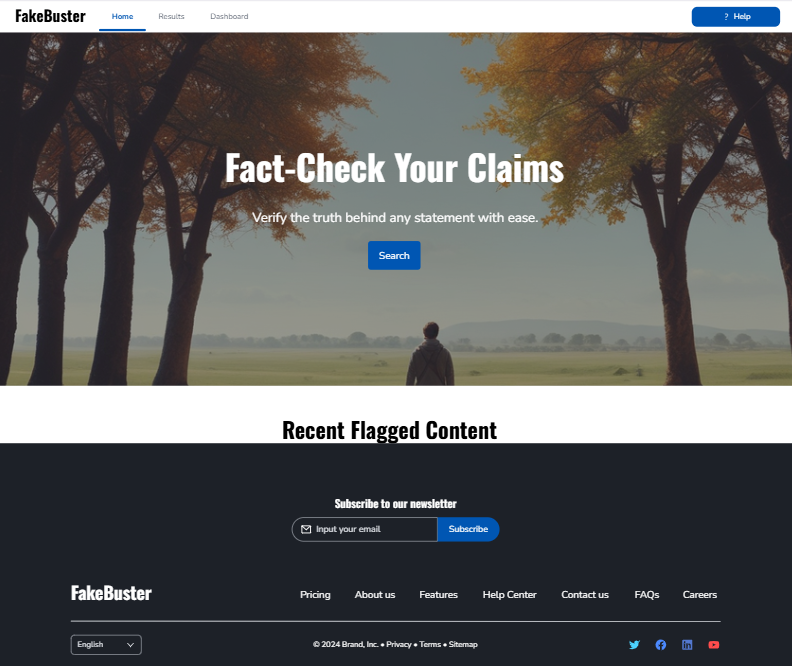 FakeBuster Home Results Dashboard ? Help
Fact-Check Your Claims
Verify the truth behind any statement with ease.
Search
Recent Flagged Content
Subscribe to our newsletter
Input your email Subscribe
FakeBuster Pricing About us Features Help Center Contact us FAQs Careers
English © 2024 Brand, Inc. • Privacy • Terms • Sitemap